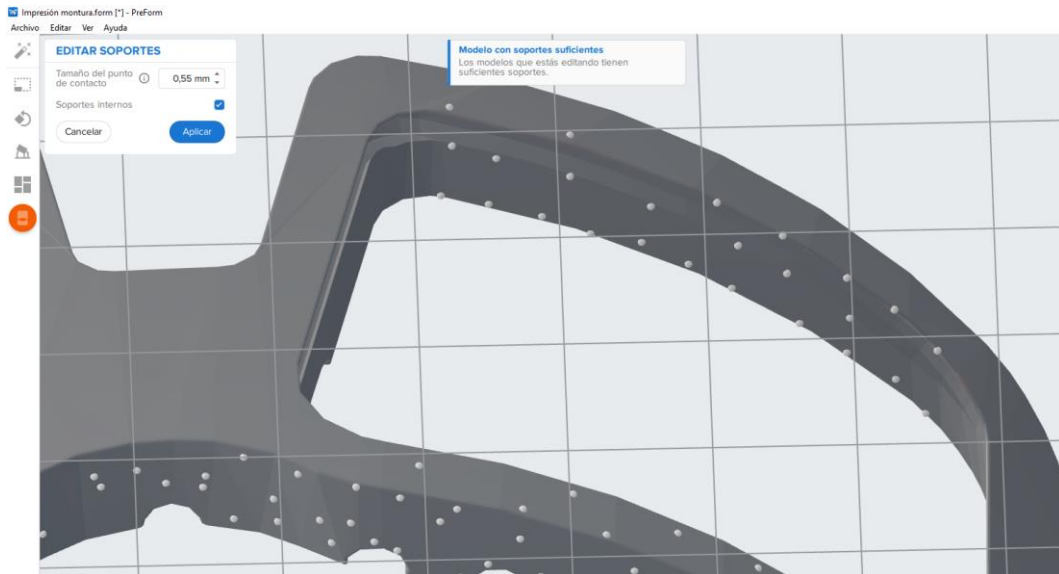 Impresión montura.form [*] - PreForm
Archivo Editar Ver Ayuda
EDITAR SOPORTES
Tamaño del punto
de contacto
0,55 mm
Soportes internos
Cancelar
Aplicar
Modelo con soportes suficientes
Los modelos que estás editando tienen
suficientes soportes.